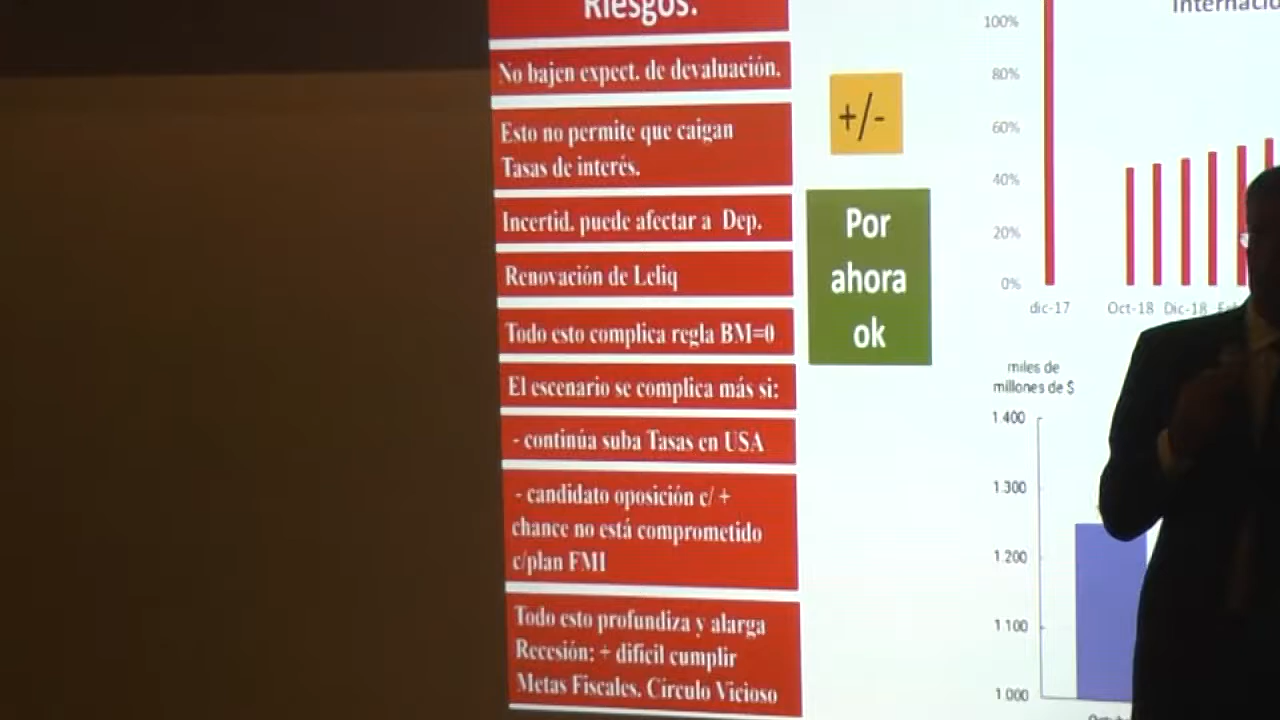 Riesgos.
No bajen expect. de devaluación.
Esto no permite que caigan
Tasas de interés.
Incertid. puede afectar a Dep.
Renovación de Leliq
Todo esto complica regla BM=0
El escenario se complica más si:
- continúa suba Tasas en USA
- candidato oposición c/ +
chance no está comprometido
c/plan FMI
Todo esto profundiza y alarga
Recesión: + dificil cumplir
Metas Fiscales. Circulo Vicioso
+/-
Por
ahora
ok
Internacio
100%
80%
60%
40%
20%
0%
dic-17 Oct-18 Dic-18
miles de
millones de $
1.400
1.300
1 200
1 100
1 000